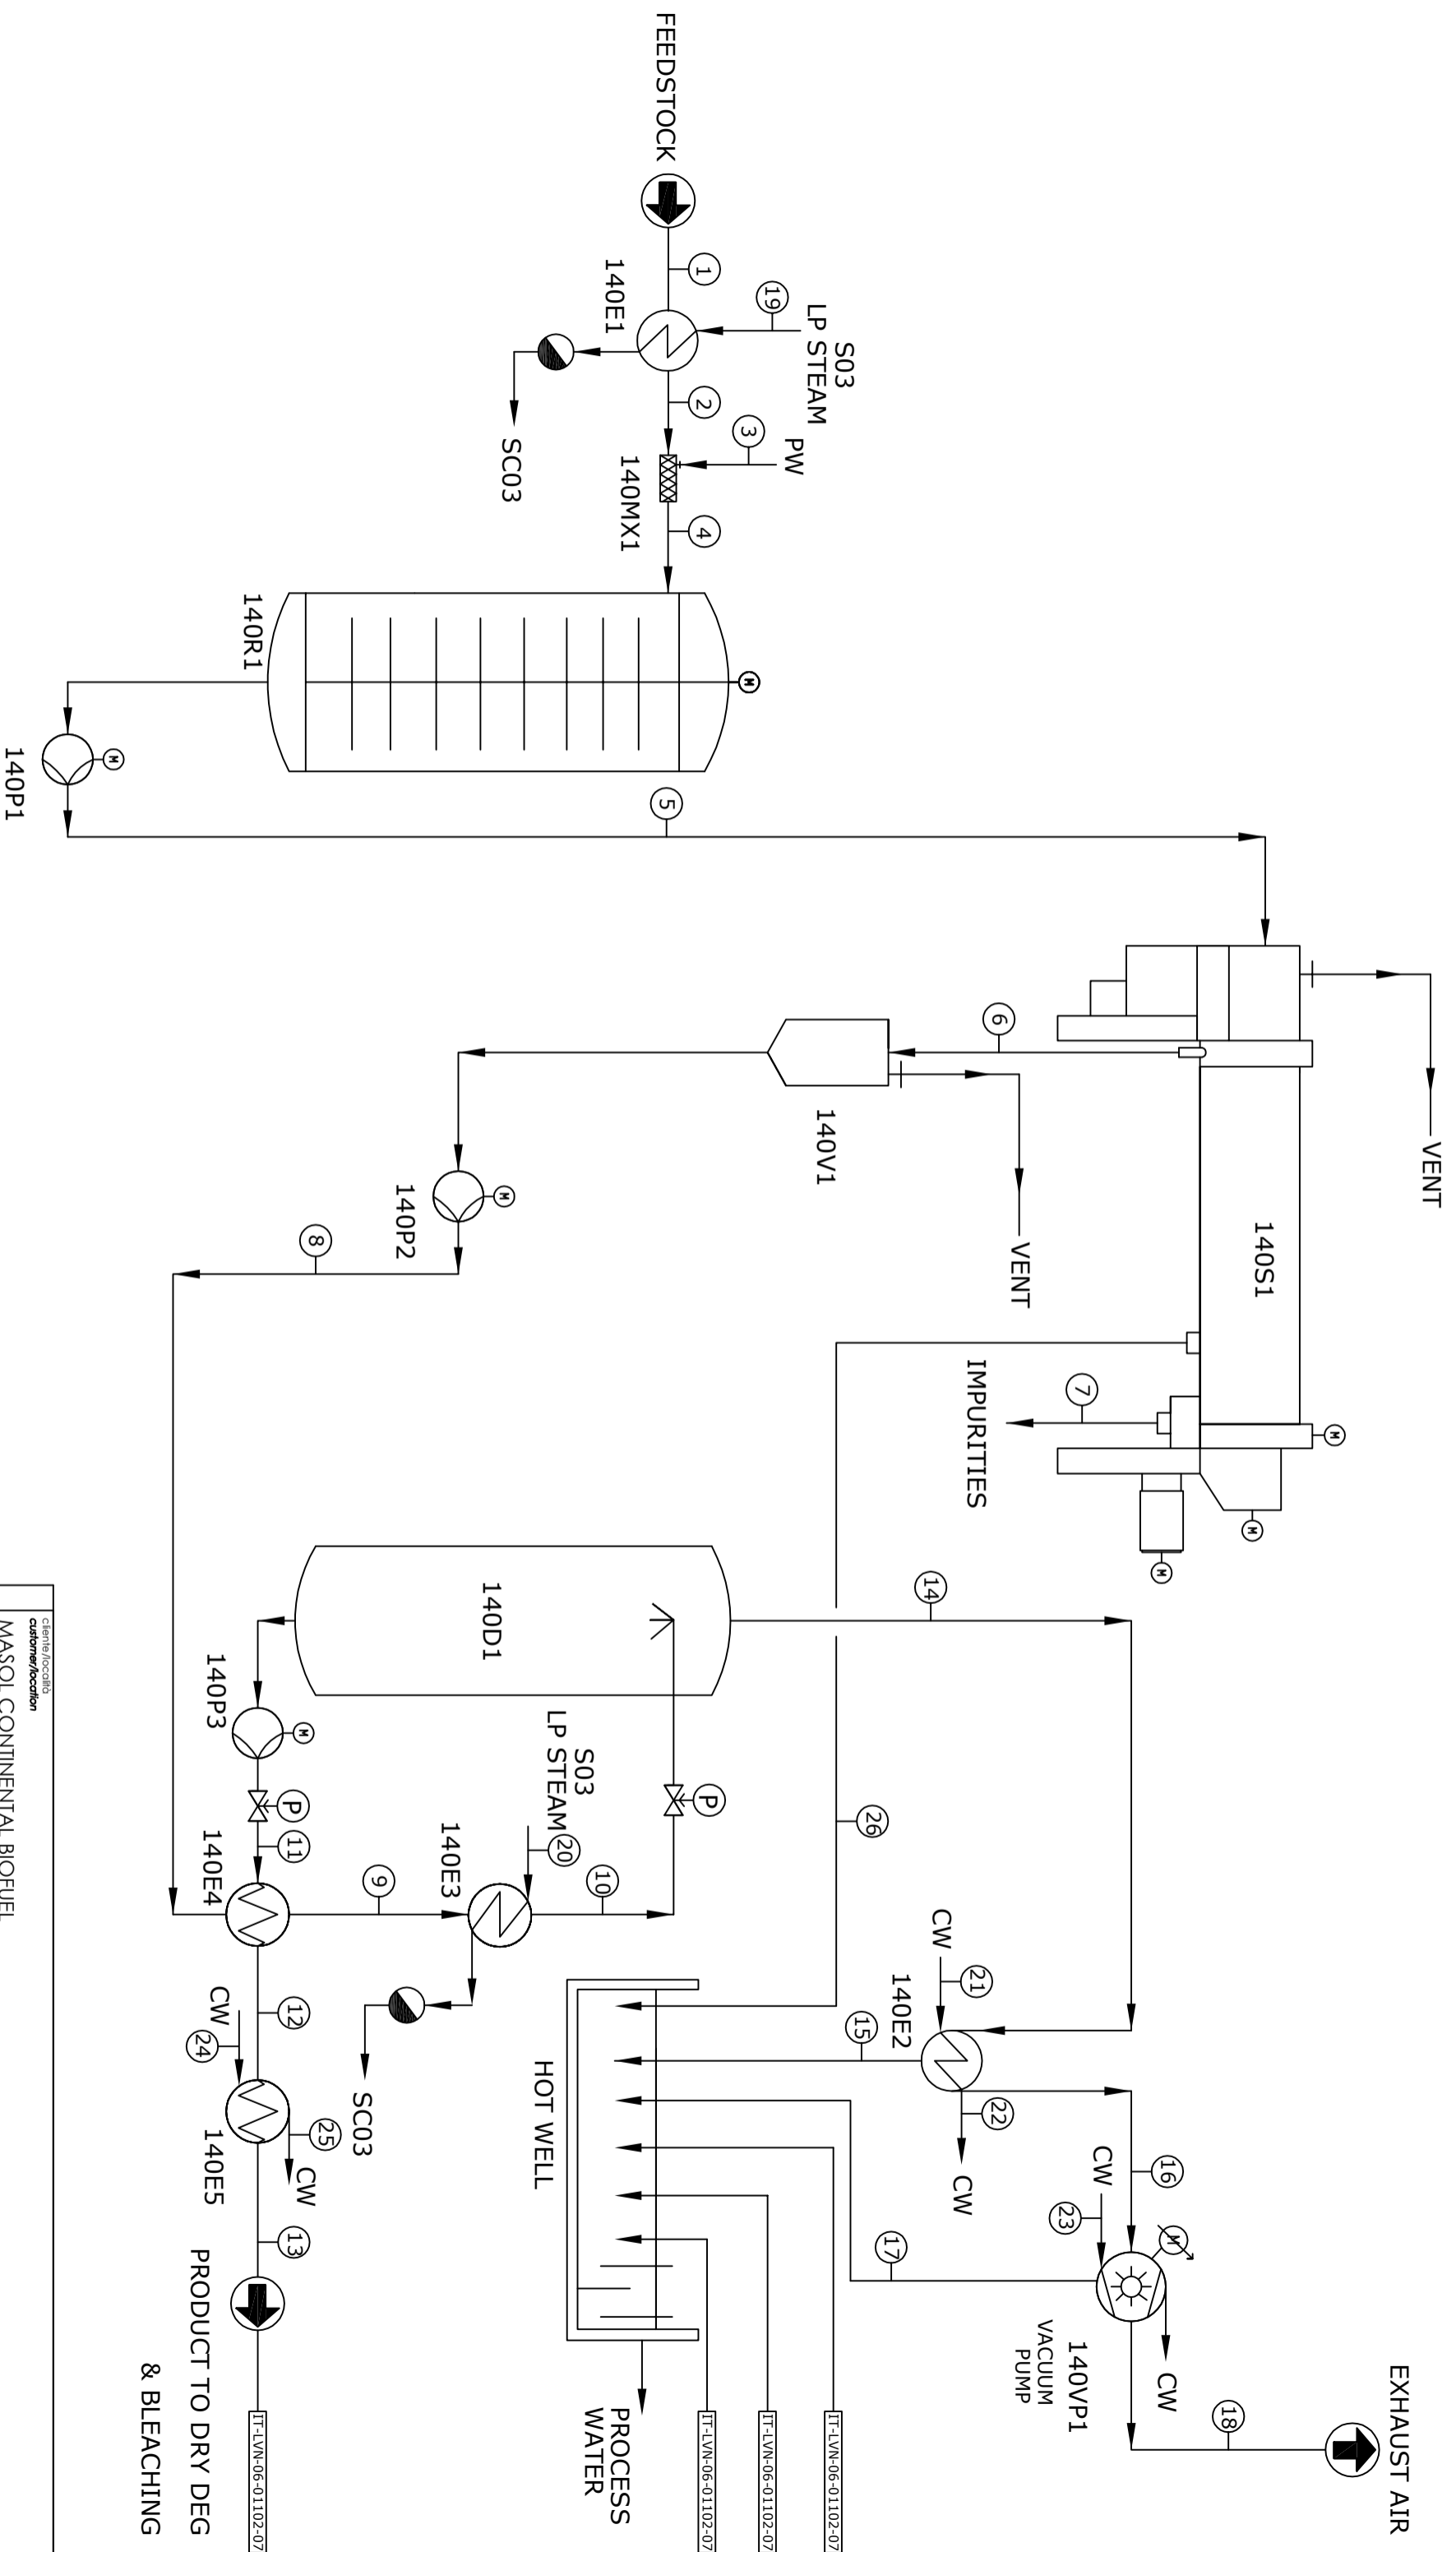 FEEDSTOCK
1
140E1
19
LP STEAM
S03
SC03
2
3
PW
140MX1
4
140R1
M
140P1
M
5
VENT
140S1
6
140V1
VENT
M
140P2
8
7
IMPURITIES
M
M
M
14
140D1
140P3
M
P
11
140E4
9
S03
LP STEAM
20
140E3
10
P
26
SC03
CW
21
140E2
15
22
CW
12
CW
24
25
CW
140E5
13
HOT WELL
16
CW
23
M
17
140VP1
VACUUM
PUMP
CW
18
EXHAUST AIR
PROCESS
WATER
IT-LVN-06-01102-07
IT-LVN-06-01102-07
IT-LVN-06-01102-07
IT-LVN-06-01102-07
PRODUCT TO DRY DEG
& BLEACHING
cliente/località
customer/location
MASOL CONTINENTAL BIOFUEL